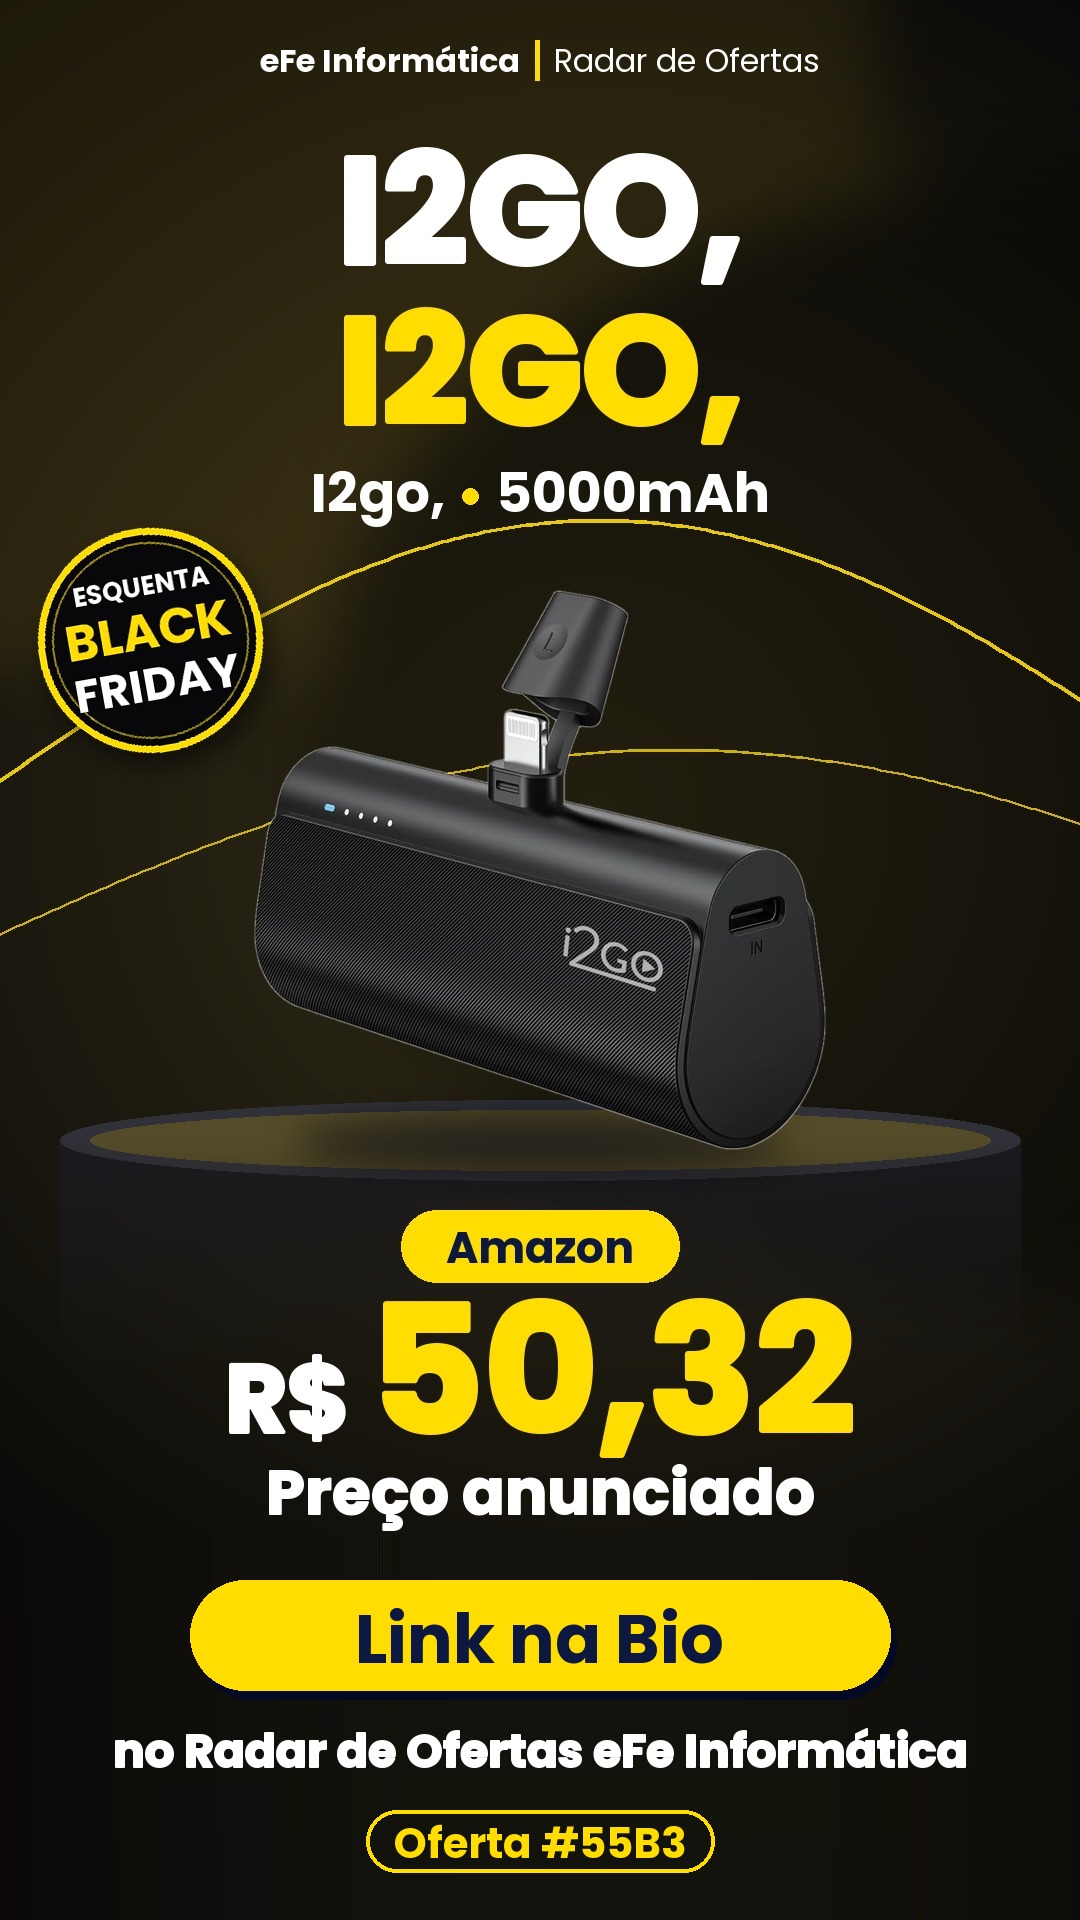 eFe Informática | Radar de Ofertas
I2GO,
I2GO,
I2go, • 5000mAh
ESQUENTA
BLACK
FRIDAY
L
i2GO
IN
Amazon
R$ 50,32
Preço anunciado
Link na Bio
no Radar de Ofertas eFe Informática
Oferta #55B3